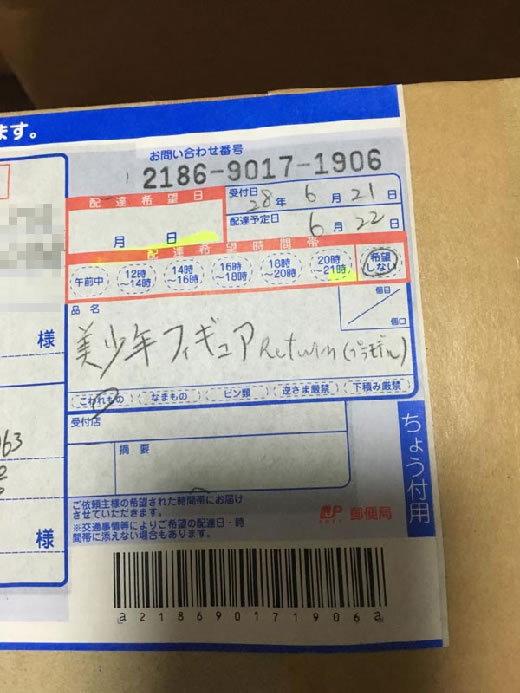 ます。
お問い合わせ番号
2186-9017-1906
配達希望日
月 日
受付日 28年 6月 21日
配達予定日 6月 22日
配達希望時間帯
午前中 12時~14時 14時~16時 16時~18時 18時~20時 20時~21時 希望しない
品名
個目
個口
美少年フィギュア Return (プラモデル)
こわれもの なまもの ビン類 逆さま厳禁 下積み厳禁
様
受付店
摘要
ちょう付用
様
ご依頼主様の希望された時間帯にお届け
させていただきます。
※交通事情等によりご希望の配達日・時
間帯に添えない場合もあります。
JP 郵便局
POST
a218690171906a